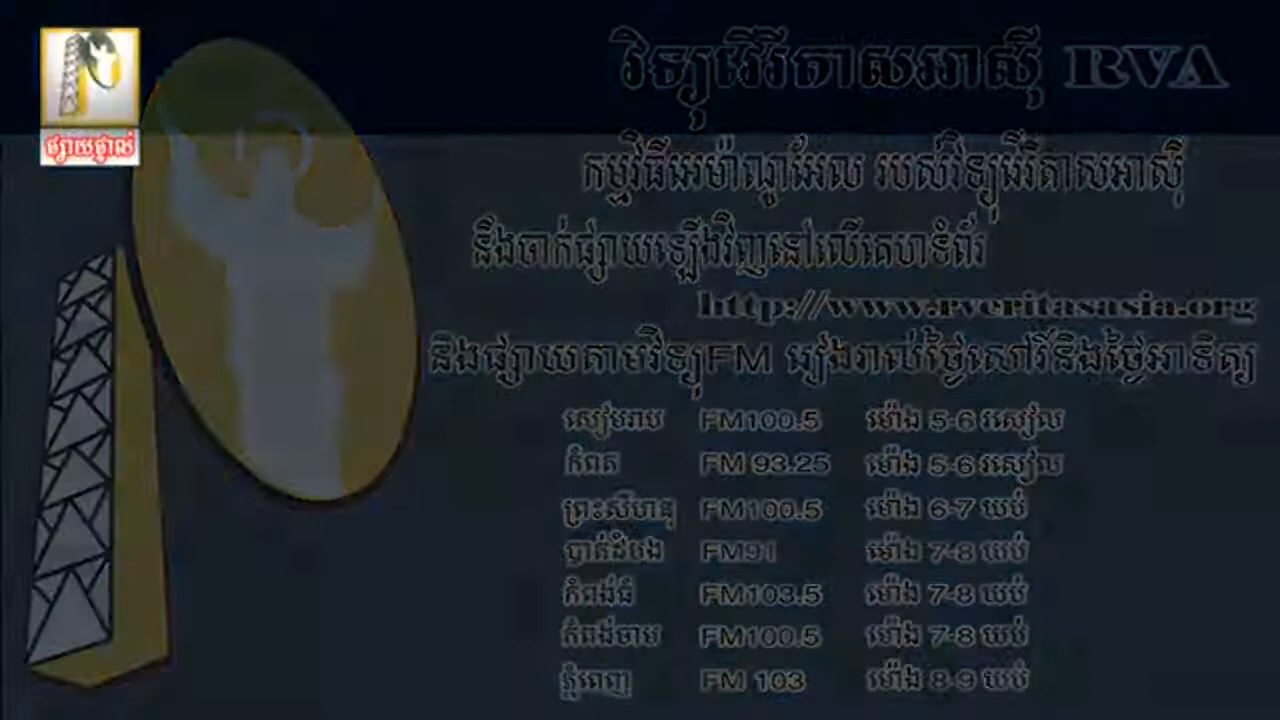 ផ្សាយផ្ទាល់
វិទ្យុវេរីតាសអាស៊ី RVA
កម្មវិធីអេម៉ាណូអែល របស់វិទ្យុវេរីតាសអាស៊ី
នឹងចាក់ផ្សាយឡើងវិញនៅលើគេហទំព័រ
http://www.rveritasasia.org
និងផ្សាយតាមវិទ្យុFM រៀងរាល់ថ្ងៃសៅរ៍និងថ្ងៃអាទិត្យ
សៀមរាប FM100.5 ម៉ោង 5-6 រសៀល
កំពត FM 93.25 ម៉ោង 5-6 រសៀល
ព្រះសីហនុ FM100.5 ម៉ោង 6-7 យប់
បាត់ដំបង FM91 ម៉ោង 7-8 យប់
កំពង់ធំ FM103.5 ម៉ោង 7-8 យប់
កំពង់ចាម FM100.5 ម៉ោង 7-8 យប់
ភ្នំពេញ FM 103 ម៉ោង 8-9 យប់